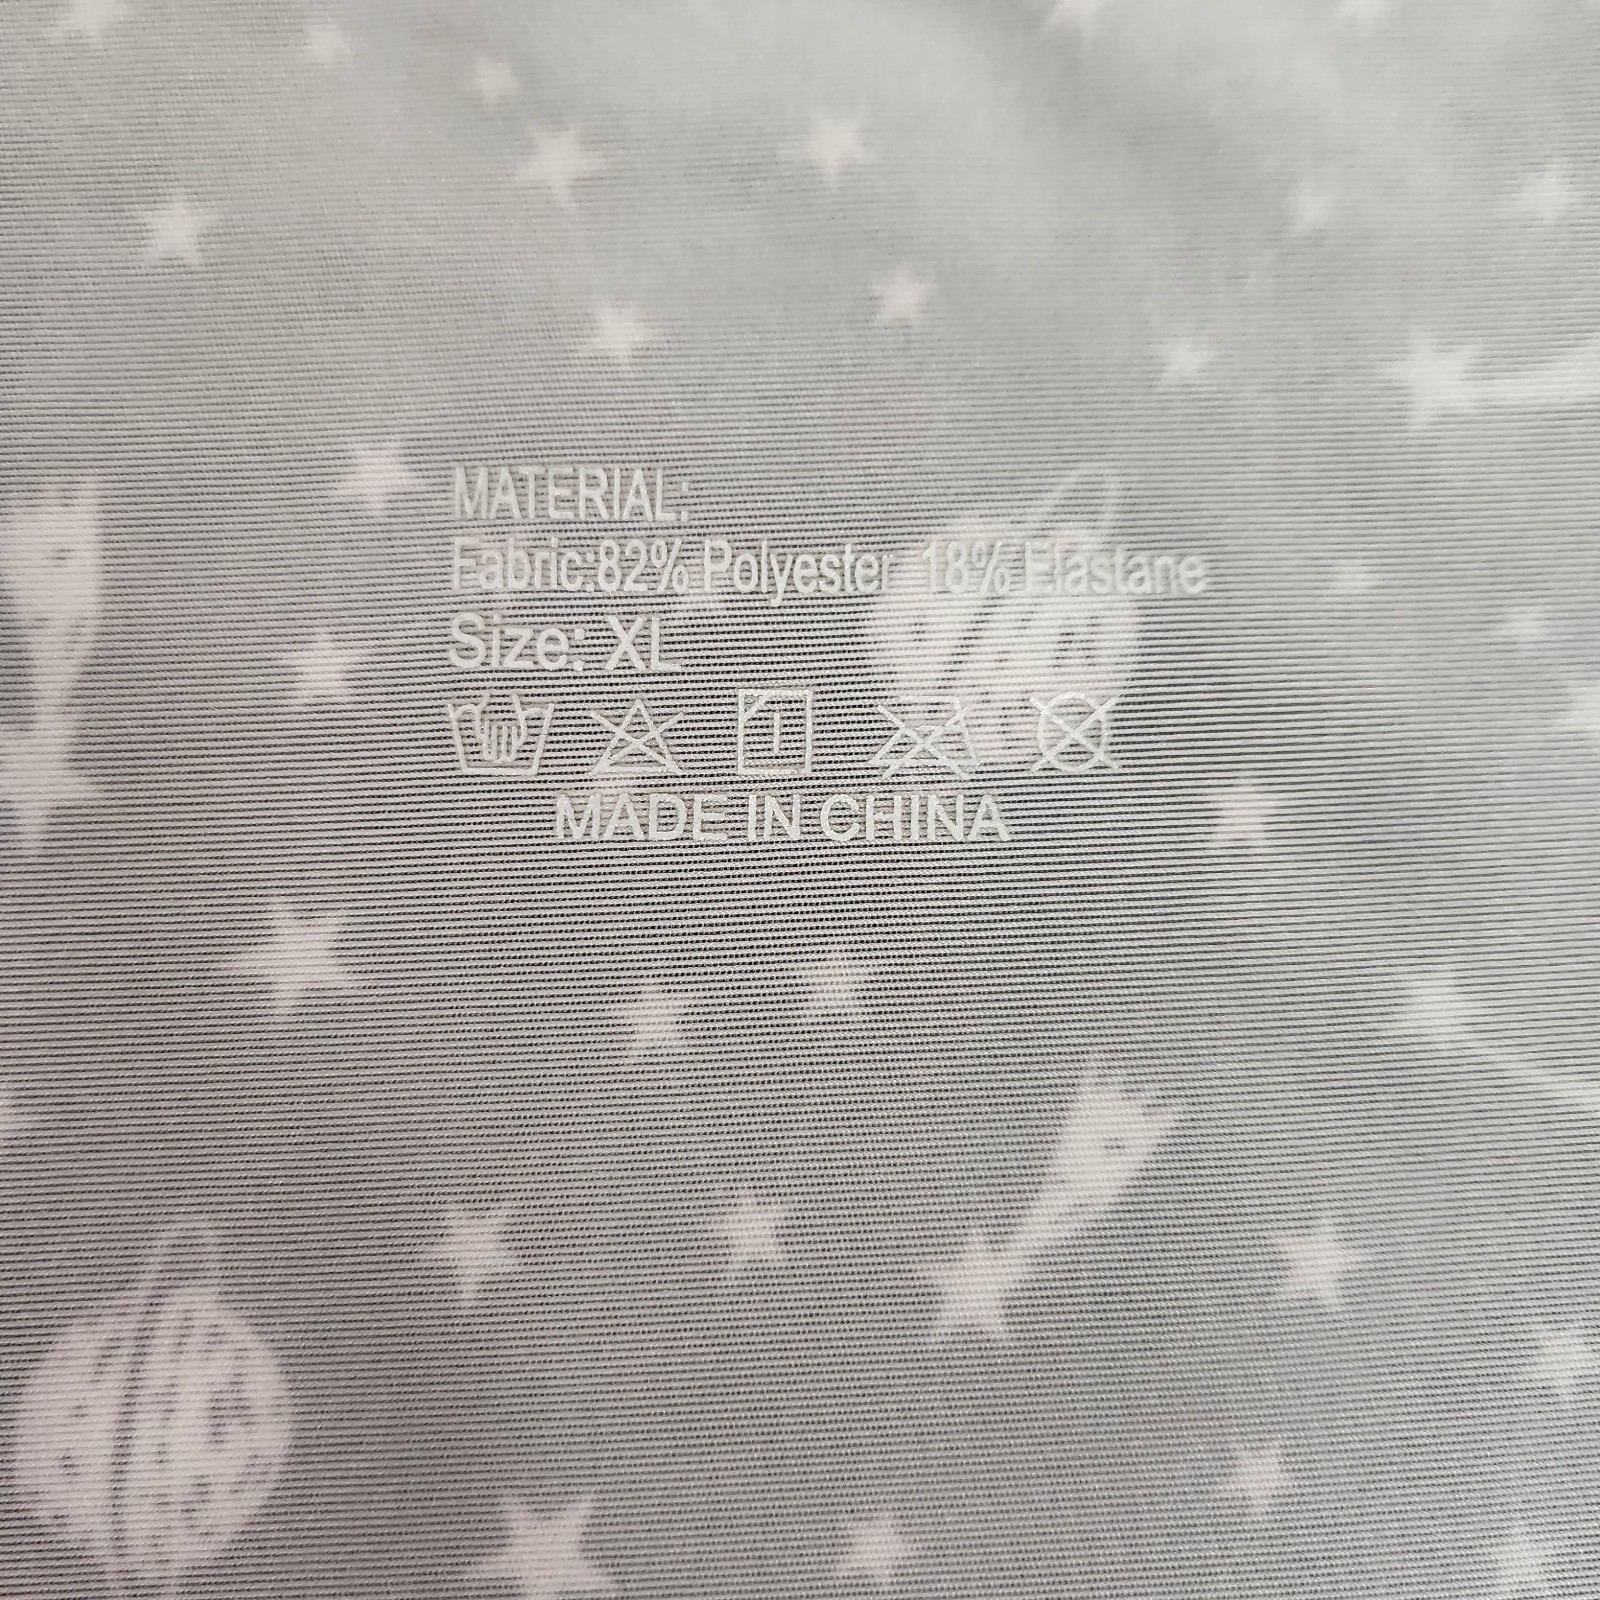 MATERIAL:
Fabric:82% Polyester 18% Elastane
Size: XL
MADE IN CHINA